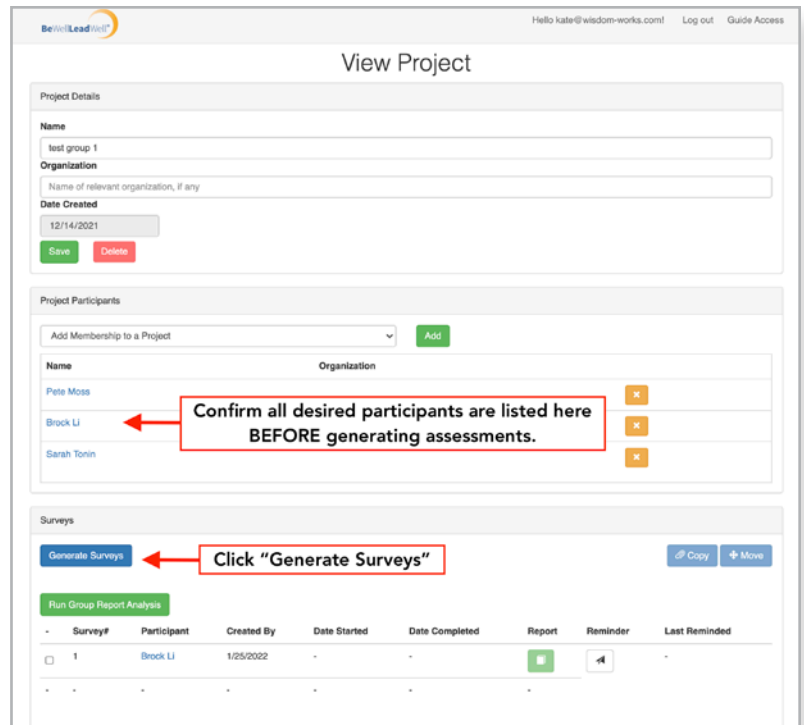 BeWellLeadWell®
Hello kate@wisdom-works.com! Log out Guide Access
View Project
Project Details
Name
test group 1
Organization
Name of relevant organization, if any
Date Created
12/14/2021
Save Delete
Project Participants
Add Membership to a Project Add
Name Organization
Pete Moss
Brock Li
Sarah Tonin
Confirm all desired participants are listed here
BEFORE generating assessments.
Surveys
Generate Surveys
Click “Generate Surveys”
Copy Move
Run Group Report Analysis
- Survey# Participant Created By Date Started Date Completed Report Reminder Last Reminded
1 Brock Li 1/25/2022 - - -
- - - - - - -